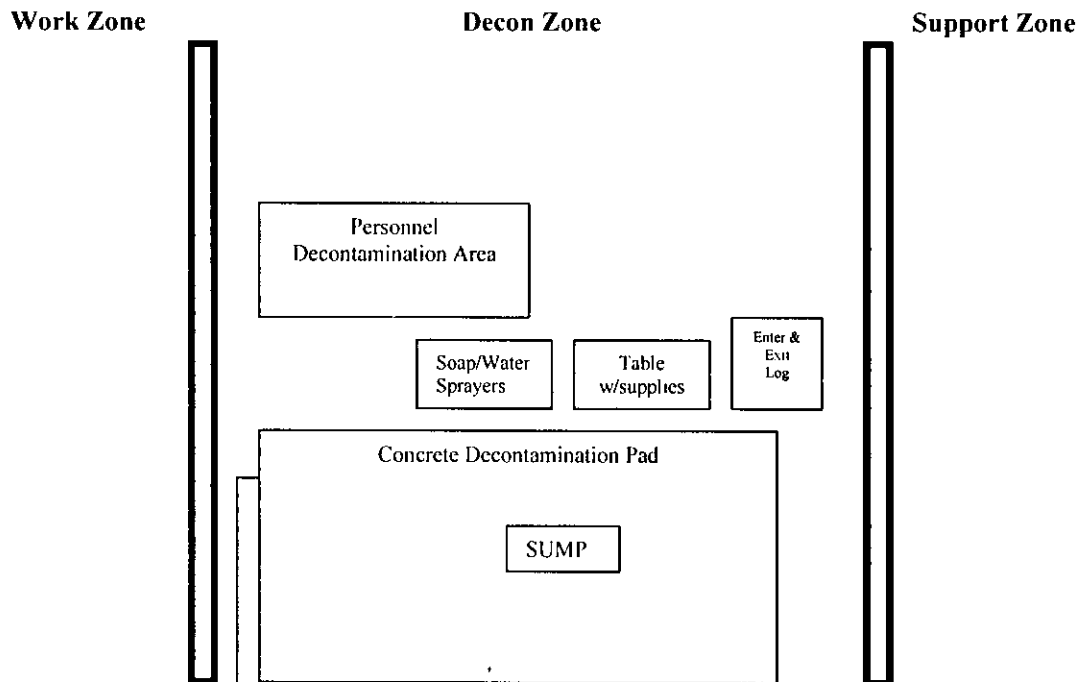 Work Zone
Decon Zone
Support Zone
Personnel
Decontamination Area
Soap/Water
Sprayers
Table
w/supplies
Enter &
Exit
Log
Concrete Decontamination Pad
SUMP